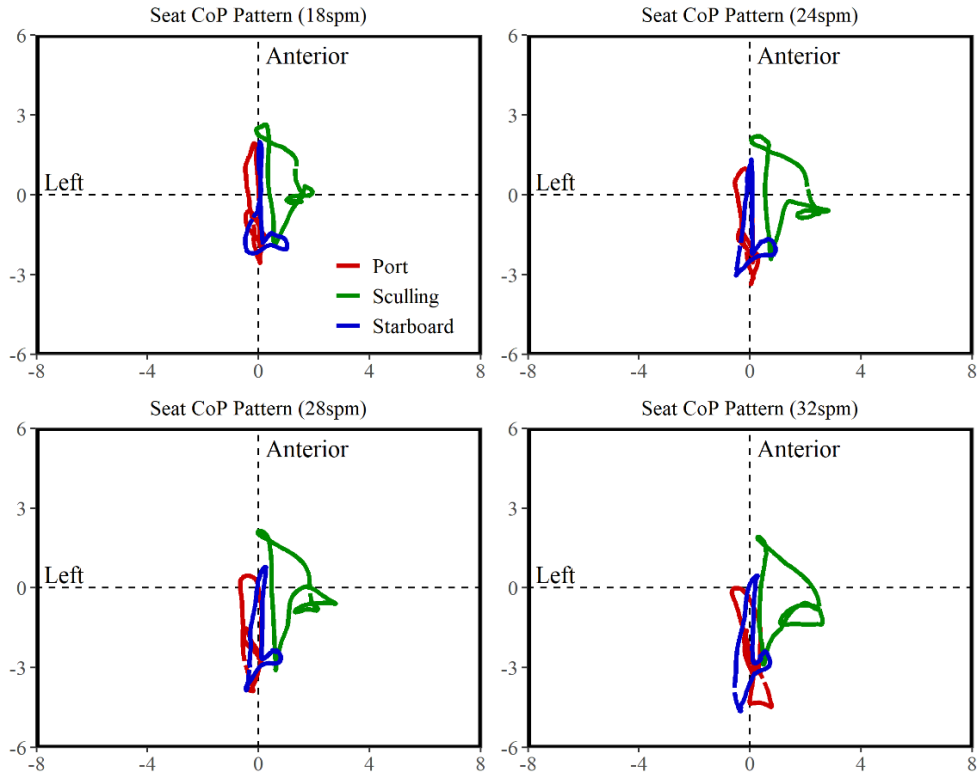 Seat CoP Pattern (18spm)
6
3
0
-3
-6
-8
-4
0
4
8
Anterior
Left
Port
Sculling
Starboard
Seat CoP Pattern (24spm)
6
3
0
-3
-6
-8
-4
0
4
8
Anterior
Left
Seat CoP Pattern (28spm)
6
3
0
-3
-6
-8
-4
0
4
8
Anterior
Left
Seat CoP Pattern (32spm)
6
3
0
-3
-6
-8
-4
0
4
8
Anterior
Left